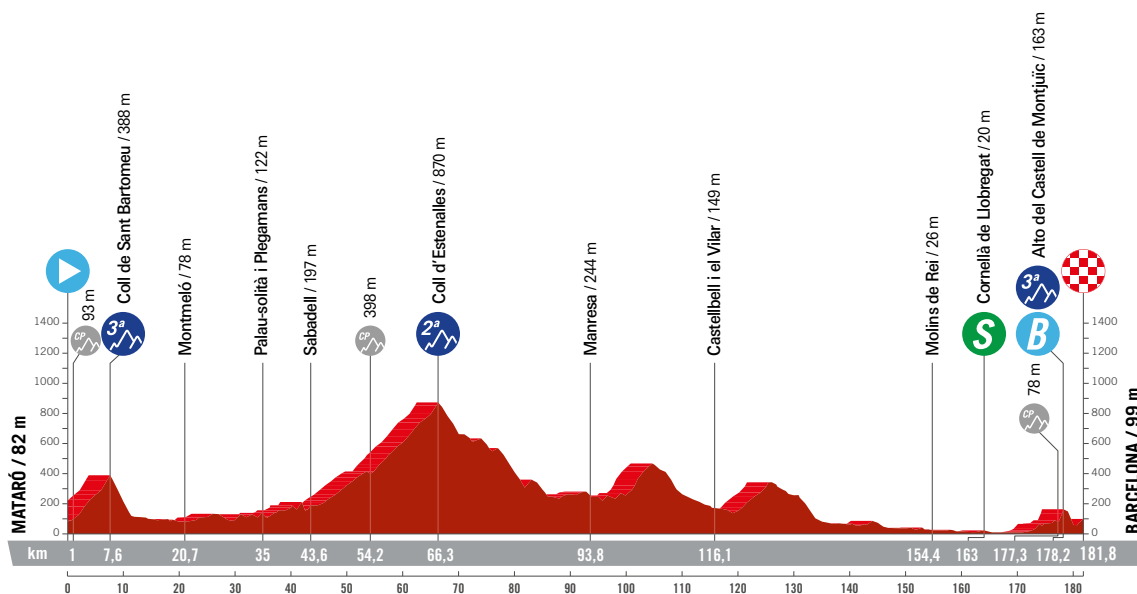 MATARÓ / 82 m
93 m
CP
Coll de Sant Bartomeu / 388 m
3ª
Montmeló / 78 m
Palau-solità i Plegamans / 122 m
Sabadell / 197 m
398 m
CP
Coll d'Estenalles / 870 m
2ª
Manresa / 244 m
Castellbell i el Vilar / 149 m
Molins de Rei / 26 m
Cornellà de Llobregat / 20 m
S
Alto del Castell de Montjuïc / 163 m
3ª
B
78 m
CP
BARCELONA / 99 m
1400
1200
1000
800
600
400
200
0
1400
1200
1000
800
600
400
200
0
km 1 7,6 20,7 35 43,6 54,2 66,3 93,8 116,1 154,4 163 177,3 178,2 181,8
0 10 20 30 40 50 60 70 80 90 100 110 120 130 140 150 160 170 180